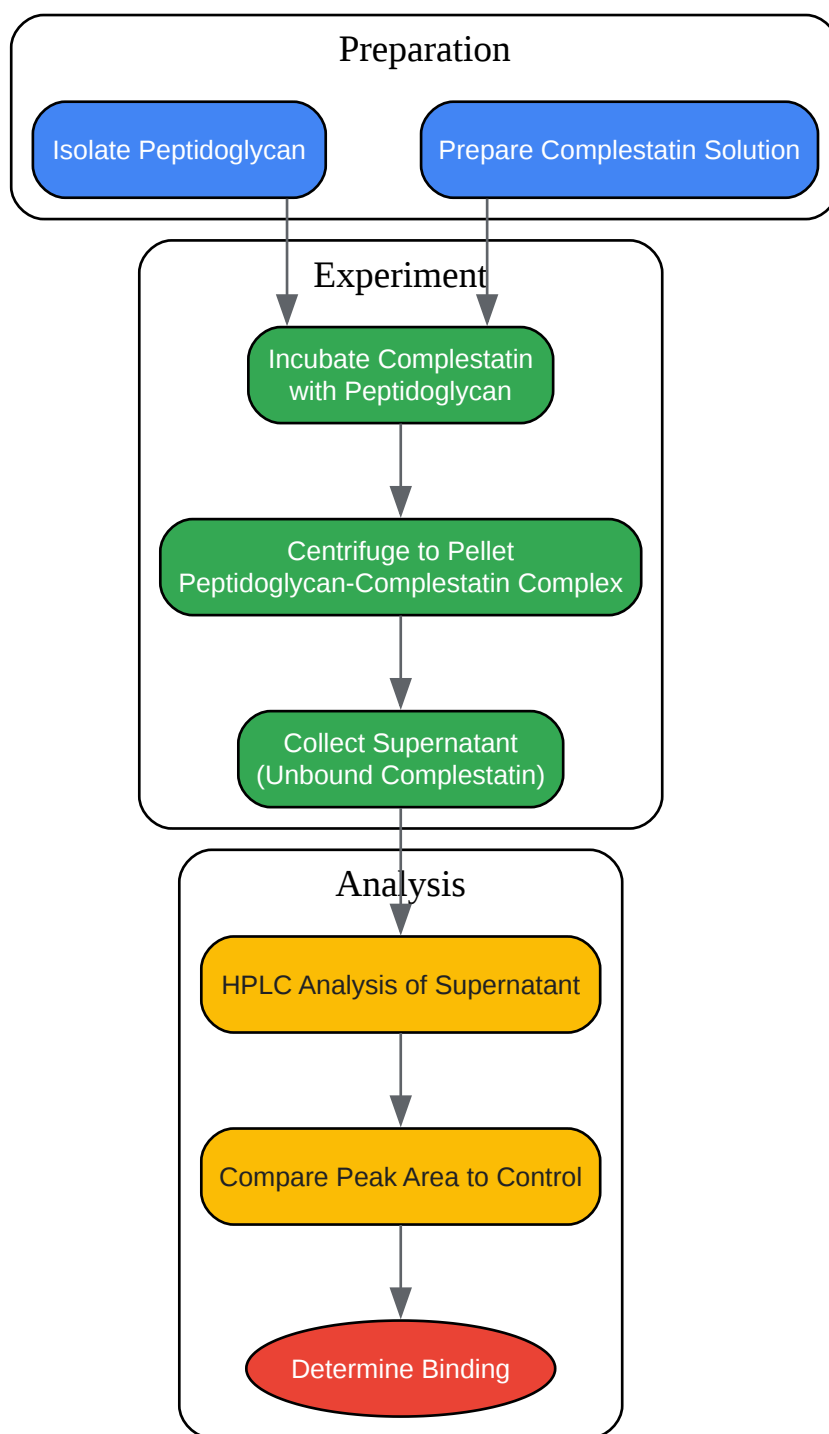 Preparation
Isolate Peptidoglycan
Prepare Complestatin Solution
Experiment
Incubate Complestatin
with Peptidoglycan
Centrifuge to Pellet
Peptidoglycan-Complestatin Complex
Collect Supernatant
(Unbound Complestatin)
Analysis
HPLC Analysis of Supernatant
Compare Peak Area to Control
Determine Binding